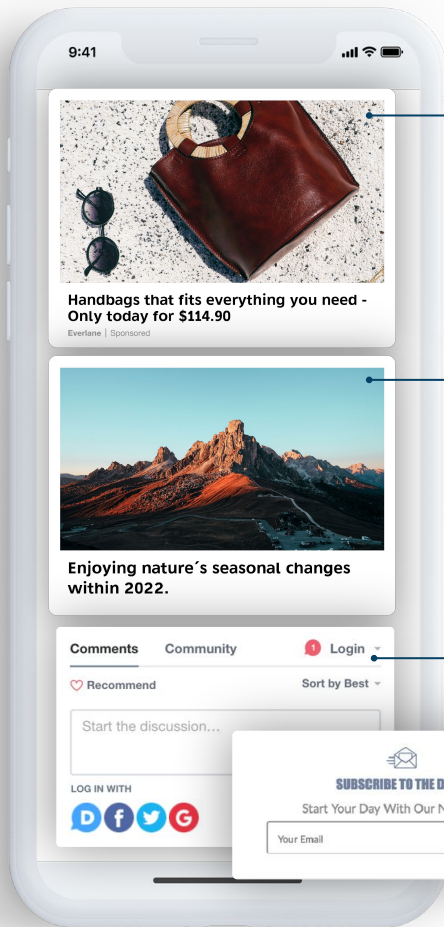 9:41
Handbags that fits everything you need -
Only today for $114.90
Everlane | Sponsored
Enjoying nature´s seasonal changes
within 2022.
Comments Community 1 Login
Recommend Sort by Best
Start the discussion...
LOG IN WITH
D f G
SUBSCRIBE TO THE D
Start Your Day With Our N
Your Email